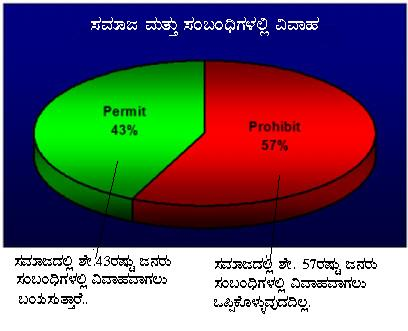 ಸಮಾಜ ಮತ್ತು ಸಂಬಂಧಿಗಳಲ್ಲಿ ವಿವಾಹ
Permit
43%
Prohibit
57%
ಸಮಾಜದಲ್ಲಿ ಶೇ.43ರಷ್ಟು ಜನರು
ಸಂಬಂಧಿಗಳಲ್ಲಿ ವಿವಾಹವಾಗಲು
ಬಯಸುತ್ತಾರೆ..
ಸಮಾಜದಲ್ಲಿ ಶೇ. 57ರಷ್ಟು ಜನರು
ಸಂಬಂಧಿಗಳಲ್ಲಿ ವಿವಾಹವಾಗಲು
ಒಪ್ಪಿಕೊಳ್ಳುವುದದಿಲ್ಲ.